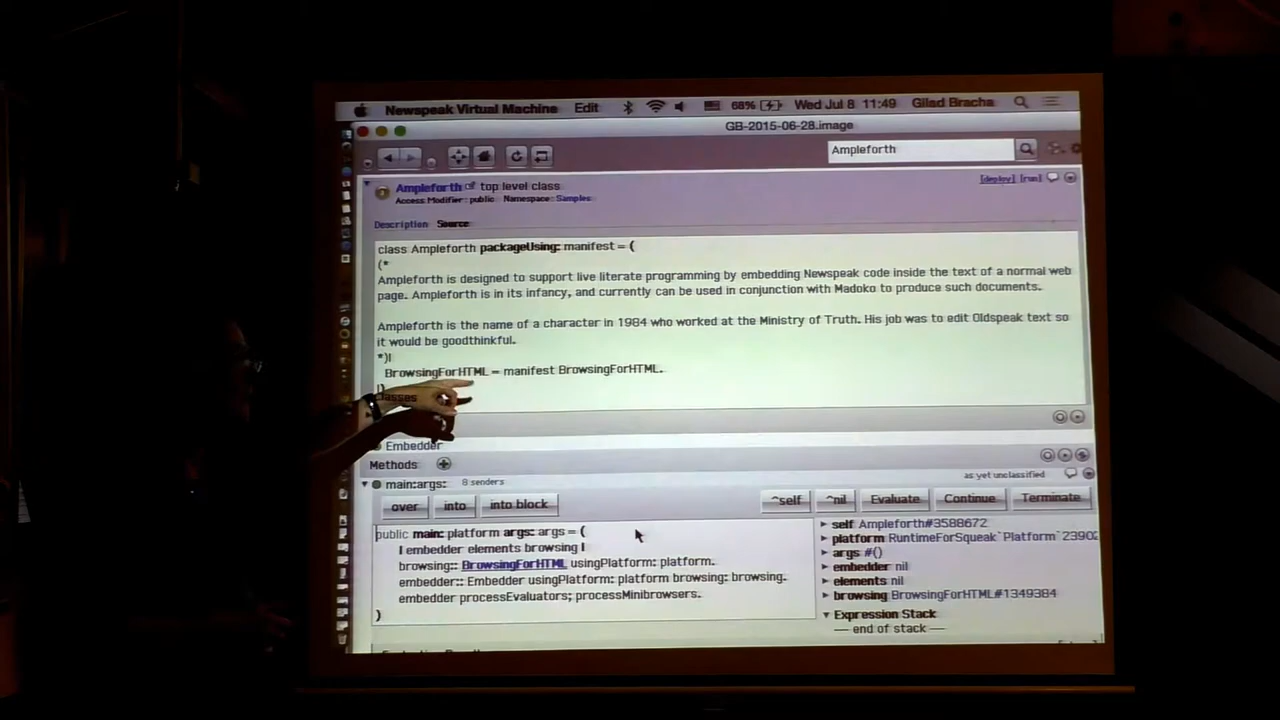 Newspeak Virtual Machine Edit 68% Wed Jul 8 11:49 Gilad Bracha
GB-2015-06-28.image
Ampleforth
Ampleforth top level class [deploy] [run]
Access Modifier: public Namespace: Samples
Description Source
class Ampleforth packageUsing: manifest = (
(*
Ampleforth is designed to support live literate programming by embedding Newspeak code inside the text of a normal web
page. Ampleforth is in its infancy, and currently can be used in conjunction with Madoko to produce such documents.
Ampleforth is the name of a character in 1984 who worked at the Ministry of Truth. His job was to edit Oldspeak text so
it would be goodthinkful.
*)|
BrowsingForHTML = manifest BrowsingForHTML.
|)
Classes
Embedder
Methods
main:args: 8 senders as yet unclassified
over into into block ^self ^nil Evaluate Continue Terminate
public main: platform args: args = (
| embedder elements browsing |
browsing:: BrowsingForHTML usingPlatform: platform.
embedder:: Embedder usingPlatform: platform browsing: browsing.
embedder processEvaluators; processMinibrowsers.
)
self Ampleforth#3588672
platform RuntimeForSqueak`Platform`23902
args #()
embedder nil
elements nil
browsing BrowsingForHTML#1349384
Expression Stack
— end of stack —